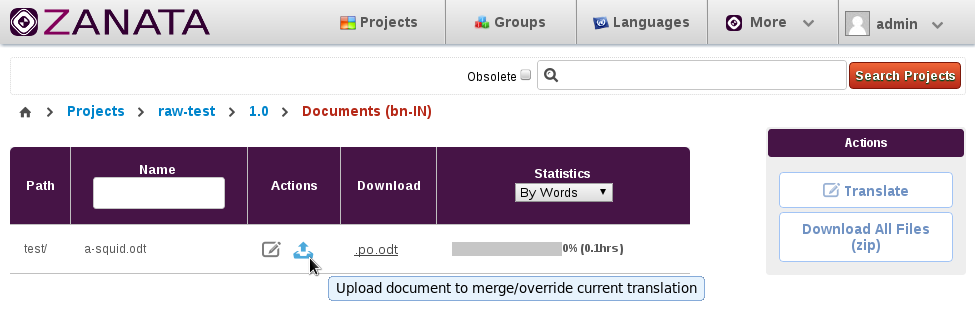 ZANATA
Projects
Groups
Languages
More
admin
Obsolete
Search Projects
Projects
raw-test
1.0
Documents (bn-IN)
Path
Name
Actions
Download
Statistics
By Words
test/
a-squid.odt
.po.odt
0% (0.1hrs)
Upload document to merge/override current translation
Actions
Translate
Download All Files
(zip)